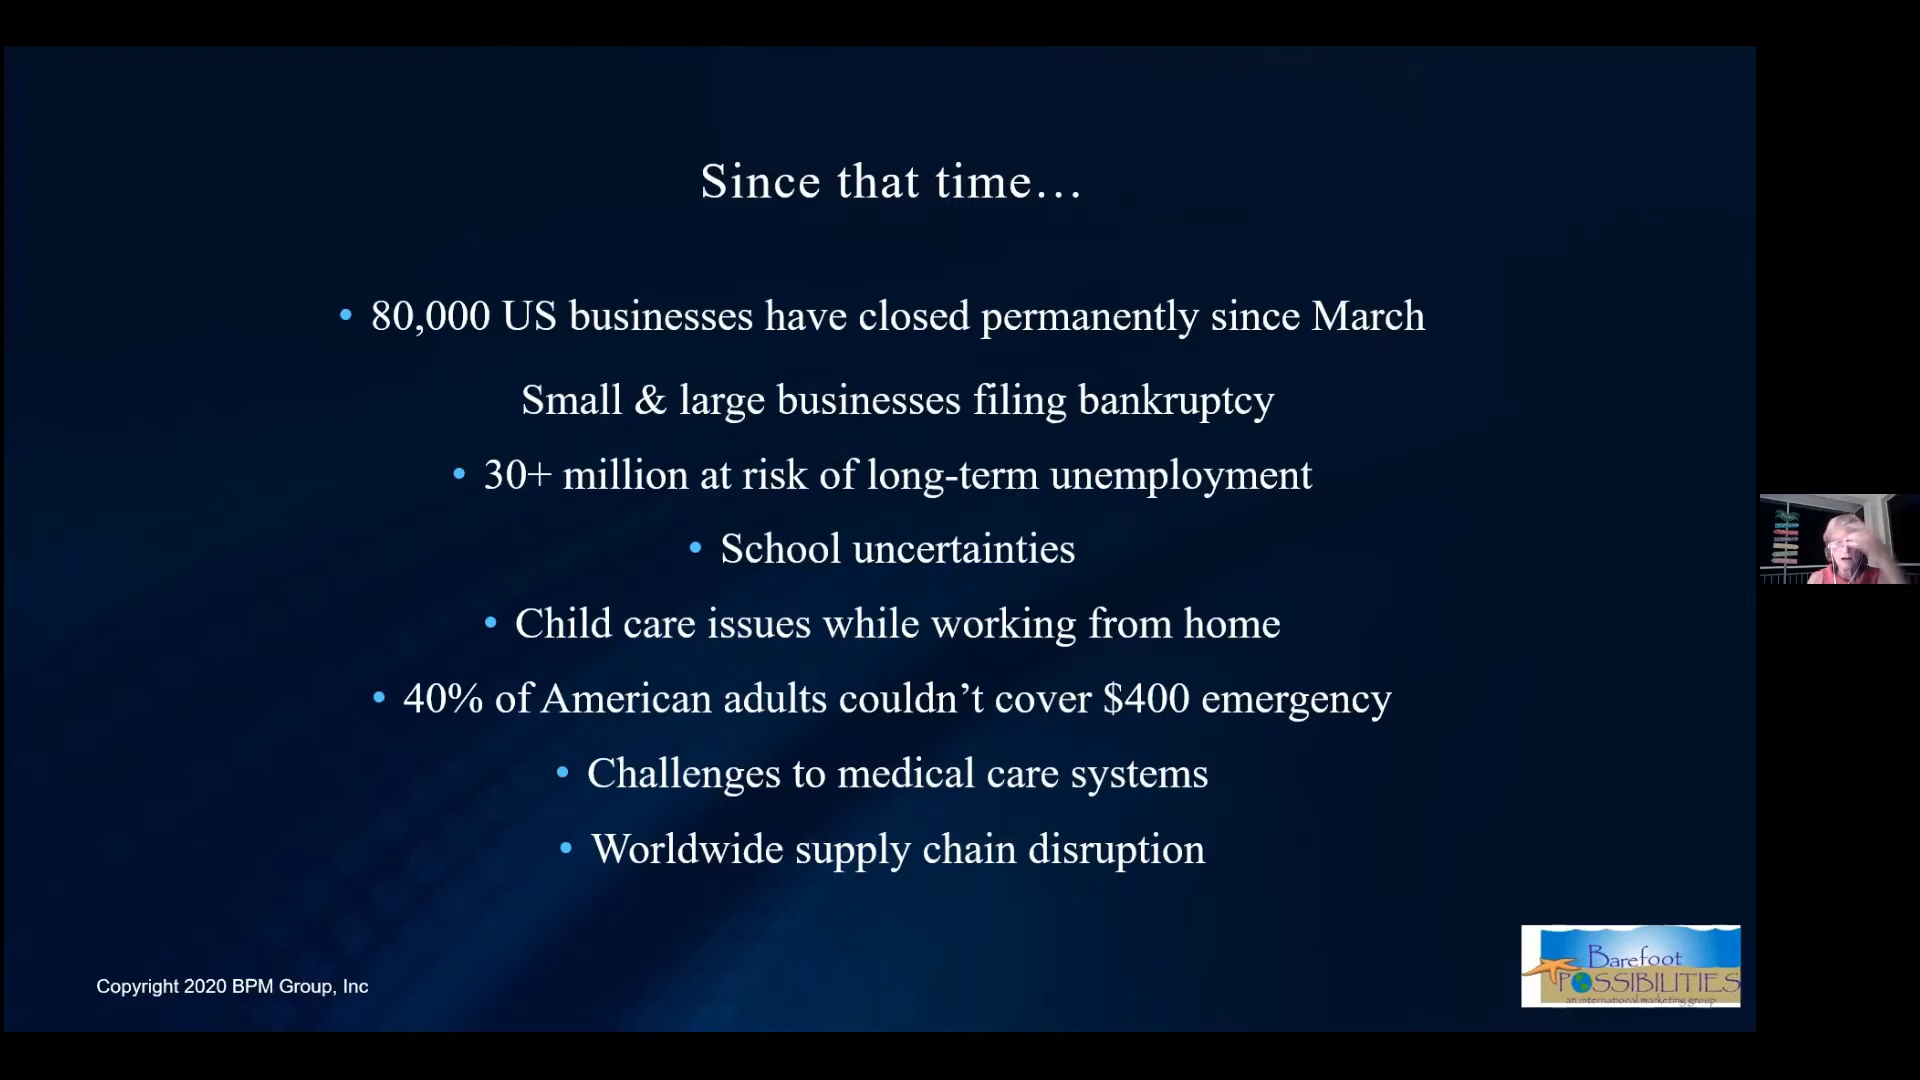 Since that time…
• 80,000 US businesses have closed permanently since March
Small & large businesses filing bankruptcy
• 30+ million at risk of long-term unemployment
• School uncertainties
• Child care issues while working from home
• 40% of American adults couldn’t cover $400 emergency
• Challenges to medical care systems
• Worldwide supply chain disruption
Copyright 2020 BPM Group, Inc
Barefoot
POSSIBILITIES
an international marketing group